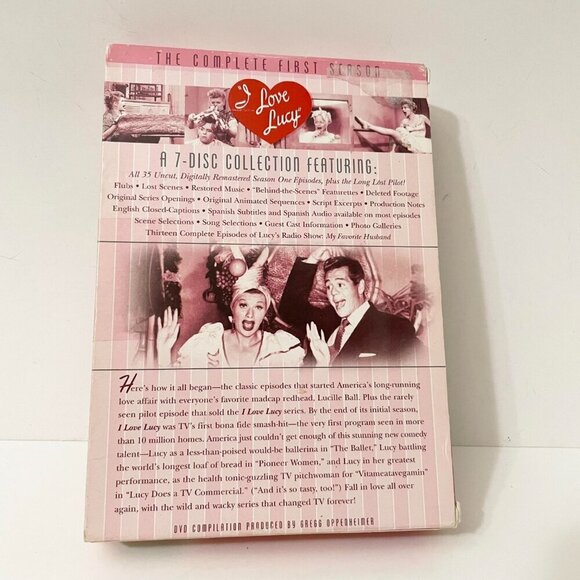 THE COMPLETE FIRST SEASON
"I
Love
Lucy"
A 7-DISC COLLECTION FEATURING:
All 35 Uncut, Digitally Remastered Season One Episodes, plus the Long Lost Pilot!
Flubs • Lost Scenes • Restored Music • "Behind-the-Scenes" Featurettes • Deleted Footage
Original Series Openings • Original Animated Sequences • Script Excerpts • Production Notes
English Closed-Captions • Spanish Subtitles and Spanish Audio available on most episodes
Scene Selections • Song Selections • Guest Cast Information • Photo Galleries
Thirteen Complete Episodes of Lucy's Radio Show: My Favorite Husband
Here's how it all began—the classic episodes that started America's long-running
love affair with everyone's favorite madcap redhead, Lucille Ball. Plus the rarely
seen pilot episode that sold the I Love Lucy series. By the end of its initial season,
I Love Lucy was TV's first bona fide smash-hit—the very first program seen in more
than 10 million homes. America just couldn't get enough of this stunning new comedy
talent—Lucy as a less-than-poised would-be ballerina in "The Ballet," Lucy battling
the world's longest loaf of bread in "Pioneer Women," and Lucy in her greatest
performance, as the health tonic-guzzling TV pitchwoman for "Vitameatavegamin"
in "Lucy Does a TV Commercial." ("And it's so tasty, too!") Fall in love all over
again, with the wild and wacky series that changed TV forever!
DVD COMPILATION PRODUCED BY GREGG OPPENHEIMER